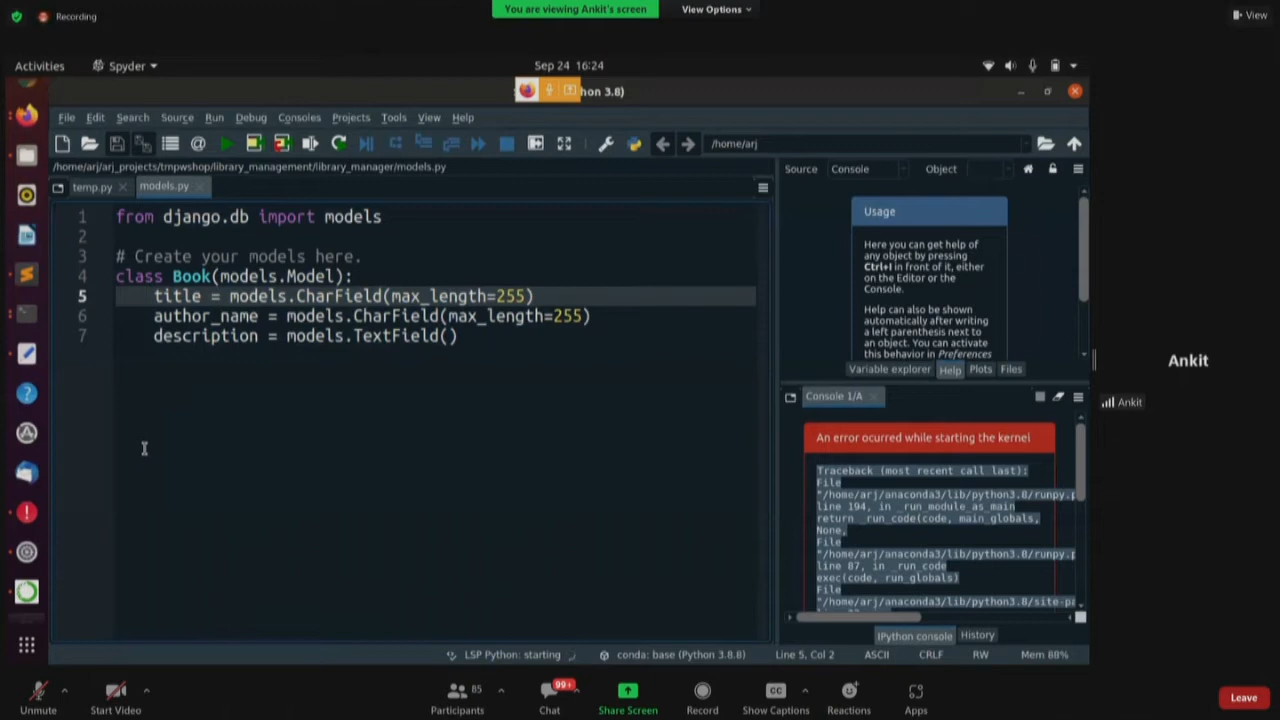 Recording
You are viewing Ankit's screen
View Options
View
Activities
Spyder
Sep 24 16:24
hon 3.8)
File Edit Search Source Run Debug Consoles Projects Tools View Help
/home/arj
/home/arj/arj_projects/tmpwshop/library_management/library_manager/models.py
temp.py
models.py
1 from django.db import models
2
3 # Create your models here.
4 class Book(models.Model):
5 title = models.CharField(max_length=255)
6 author_name = models.CharField(max_length=255)
7 description = models.TextField()
Source Console Object
Usage
Here you can get help of
any object by pressing
Ctrl+I in front of it, either
on the Editor or the
Console.
Help can also be shown
automatically after writing
a left parenthesis next to
an object. You can activate
this behavior in Preferences
Variable explorer Help Plots Files
Console 1/A
An error ocurred while starting the kernel
Traceback (most recent call last):
File
"/home/arj/anaconda3/lib/python3.8/runpy.p
line 194, in _run_module_as_main
return _run_code(code, main_globals,
None,
File
"/home/arj/anaconda3/lib/python3.8/runpy.p
line 87, in _run_code
exec(code, run_globals)
File
"/home/arj/anaconda3/lib/python3.8/site-pa
IPython console History
LSP Python: starting
conda: base (Python 3.8.8)
Line 5, Col 2
ASCII
CRLF
RW
Mem 88%
Ankit
Ankit
Unmute
Start Video
85
Participants
99+
Chat
Share Screen
Record
CC
Show Captions
Reactions
Apps
Leave